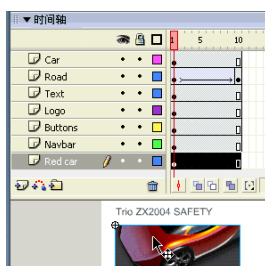 时间轴
1 5 10
Car
Road
Text
Logo
Buttons
Navbar
Red car
Trio ZX2004 SAFETY